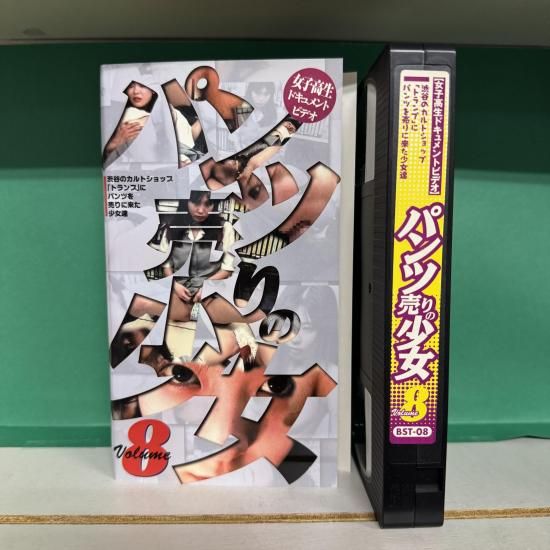 女子高生
ドキュメント
ビデオ
パンツ
売りの
少女
渋谷のカルトショップ
「トランプ」に
パンツを
売りに来た
少女達
Volume
8
【女子高生ドキュメントビデオ】
渋谷のカルトショップ
「トランプ」に
パンツを売りに来た少女達
パンツ
売りの
少女
Volume
8
BST-08